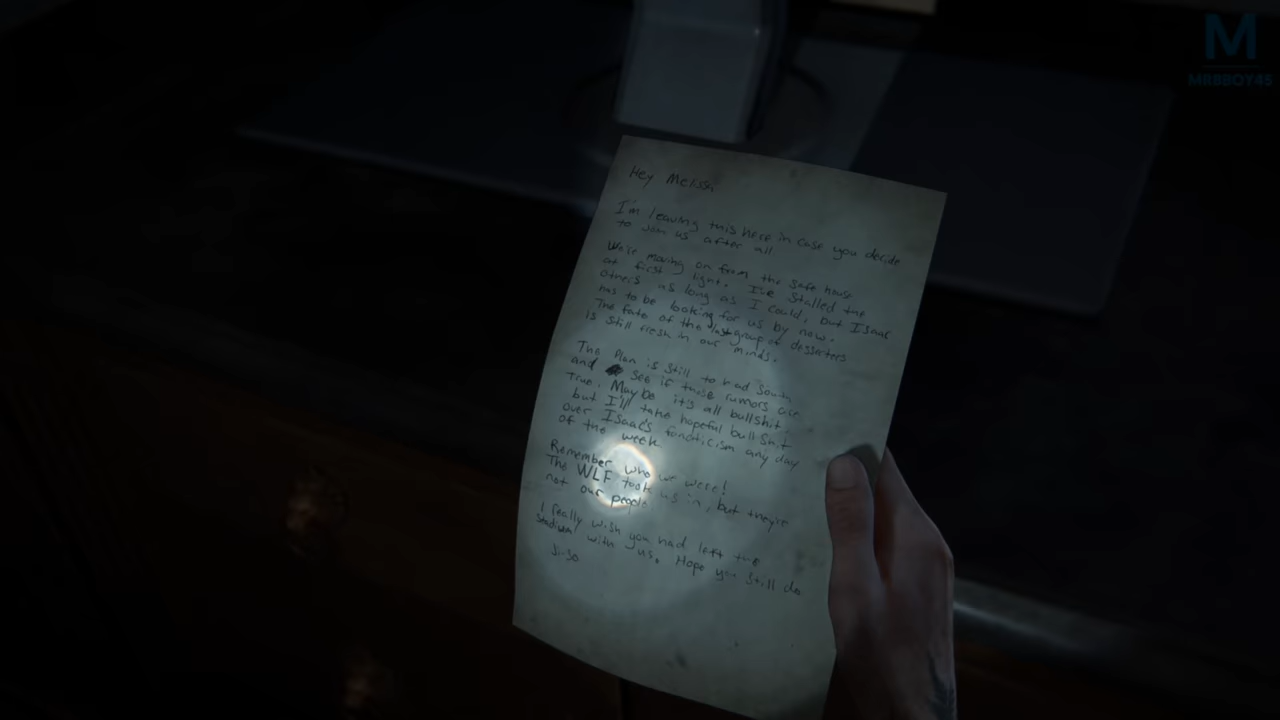 M
MRBBOY45
Hey Melissa
I'm leaving this here in case you decide
to join us after all
We're moving on from the safe house
at first light. I've stalled the
others as long as I could, but Isaac
has to be looking for us by now.
The fate of the last group of desserters
is still fresh in our minds.
The Plan is still to head South
and see if those rumors are
True. Maybe it's all bullshit
but I'll take hopeful bullshit
over Isaac's fanaticism any day
of the week.
Remember who we were!
The WLF took us in, but they're
not our people
I really wish you had left the
stadium with us. Hope you still do
Ji-So